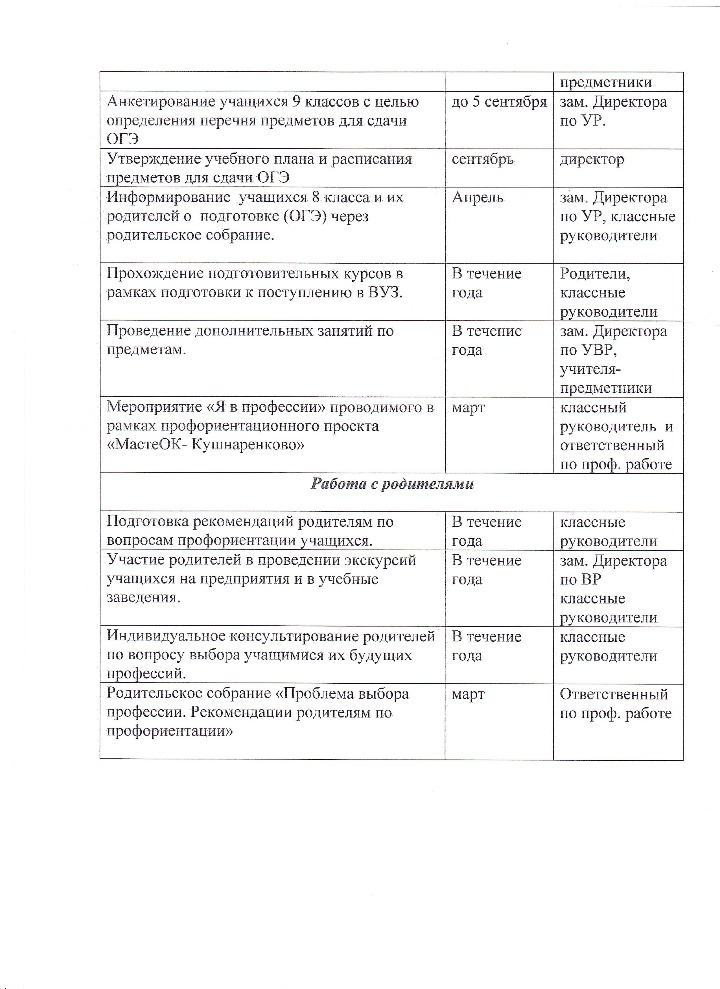 предметники
Анкетирование учащихся 9 классов с целью до 5 сентября зам. Директора
определения перечня предметов для сдачи по УР.
ОГЭ
Утверждение учебного плана и расписания сентябрь директор
предметов для сдачи ОГЭ
Информирование учащихся 8 класса и их Апрель зам. Директора
родителей о подготовке (ОГЭ) через по УР, классные
родительское собрание. руководители
Прохождение подготовительных курсов в В течение Родители,
рамках подготовки к поступлению в ВУЗ. года классные
руководители
Проведение дополнительных занятий по В течение зам. Директора
предметам. года по УВР,
учителя-
предметники
Мероприятие «Я в профессии» проводимого в март классный
рамках профориентационного проекта руководитель и
«МастеОК- Кушнаренково» ответственный
по проф. работе
Работа с родителями
Подготовка рекомендаций родителям по В течение классные
вопросам профориентации учащихся. года руководители
Участие родителей в проведении экскурсий В течение зам. Директора
учащихся на предприятия и в учебные года по ВР
заведения. классные
руководители
Индивидуальное консультирование родителей В течение классные
по вопросу выбора учащимися их будущих года руководители
профессий.
Родительское собрание «Проблема выбора март Ответственный
профессии. Рекомендации родителям по по проф. работе
профориентации»